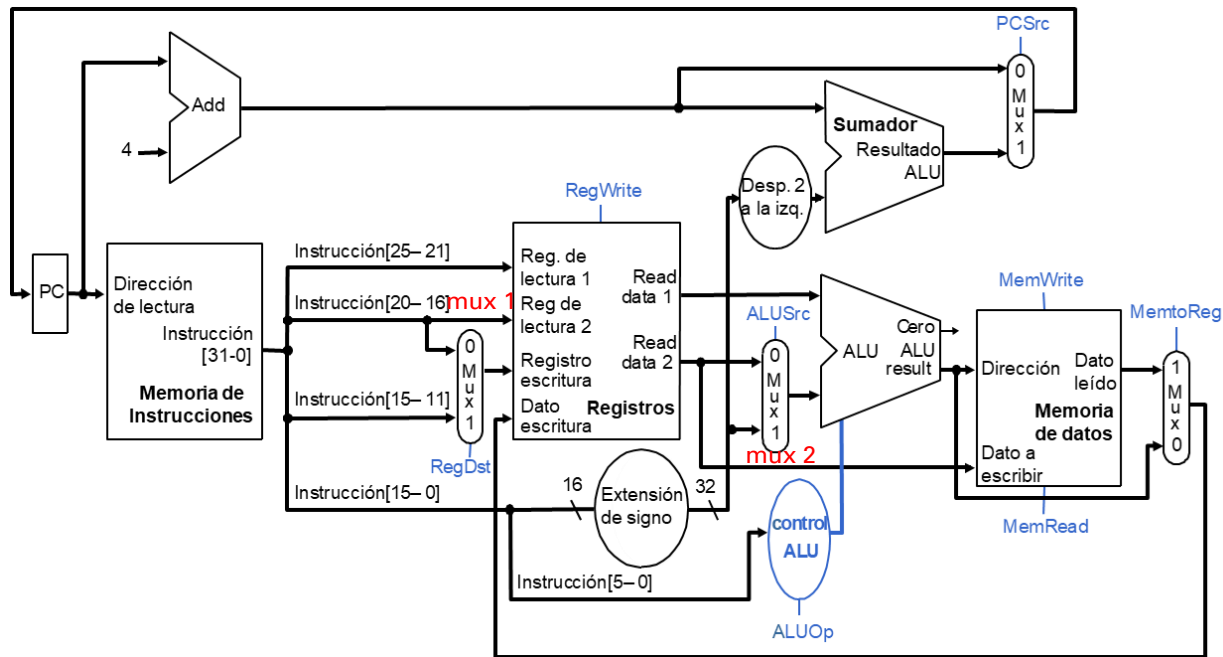 PCSrc
0
M
u
x
1
Add
4
Sumador
Resultado
ALU
Desp. 2
a la izq.
RegWrite
PC
Dirección
de lectura
Instrucción
[31-0]
Memoria de
Instrucciones
Instrucción[25– 21]
Instrucción[20– 16]
mux 1
Instrucción[15– 11]
Instrucción[15– 0]
Instrucción[5– 0]
0
M
u
x
1
RegDst
Reg. de
lectura 1
Reg de
lectura 2
Registro
escritura
Dato
escritura
Read
data 1
Read
data 2
Registros
16
Extensión
de signo
32
ALUSrc
0
M
u
x
1
mux 2
ALU
Cero
ALU
result
control
ALU
ALUOp
MemWrite
Dirección
Dato
leído
Memoria
de datos
Dato a
escribir
MemRead
MemtoReg
1
M
u
x
0